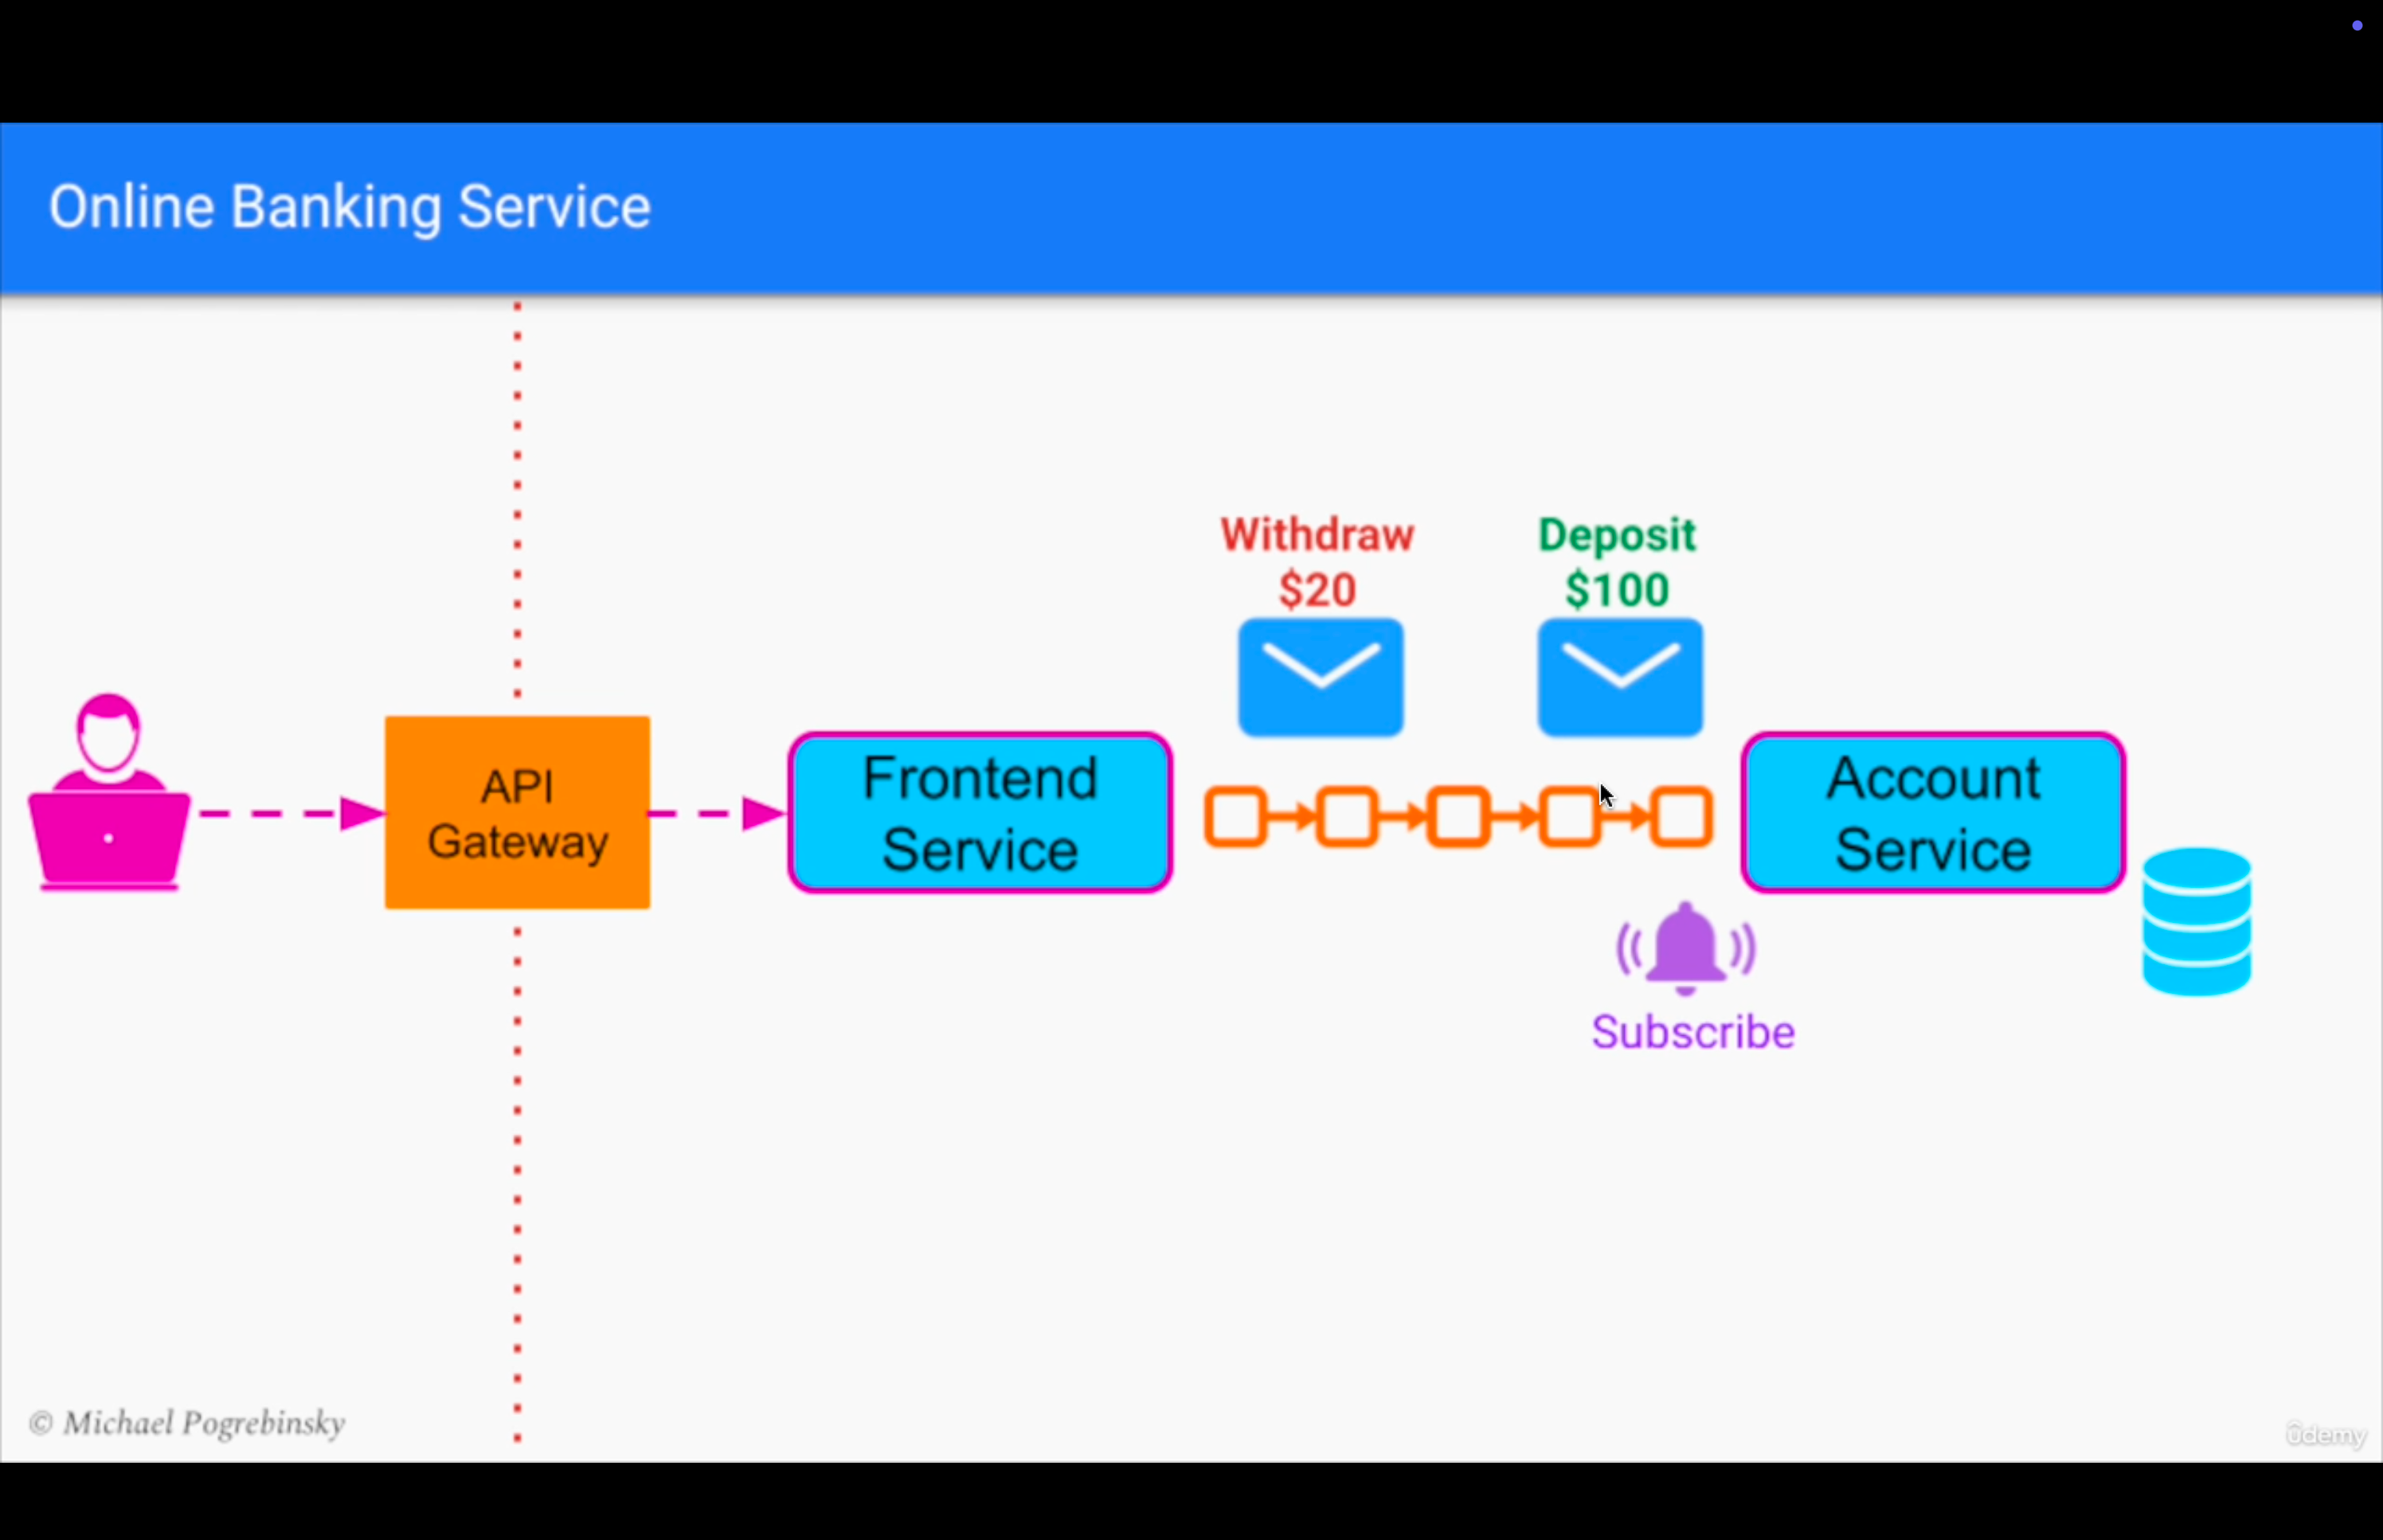 Online Banking Service
Withdraw
$20
Deposit
$100
API
Gateway
Frontend
Service
Account
Service
Subscribe
© Michael Pogrebinsky
ûdemy